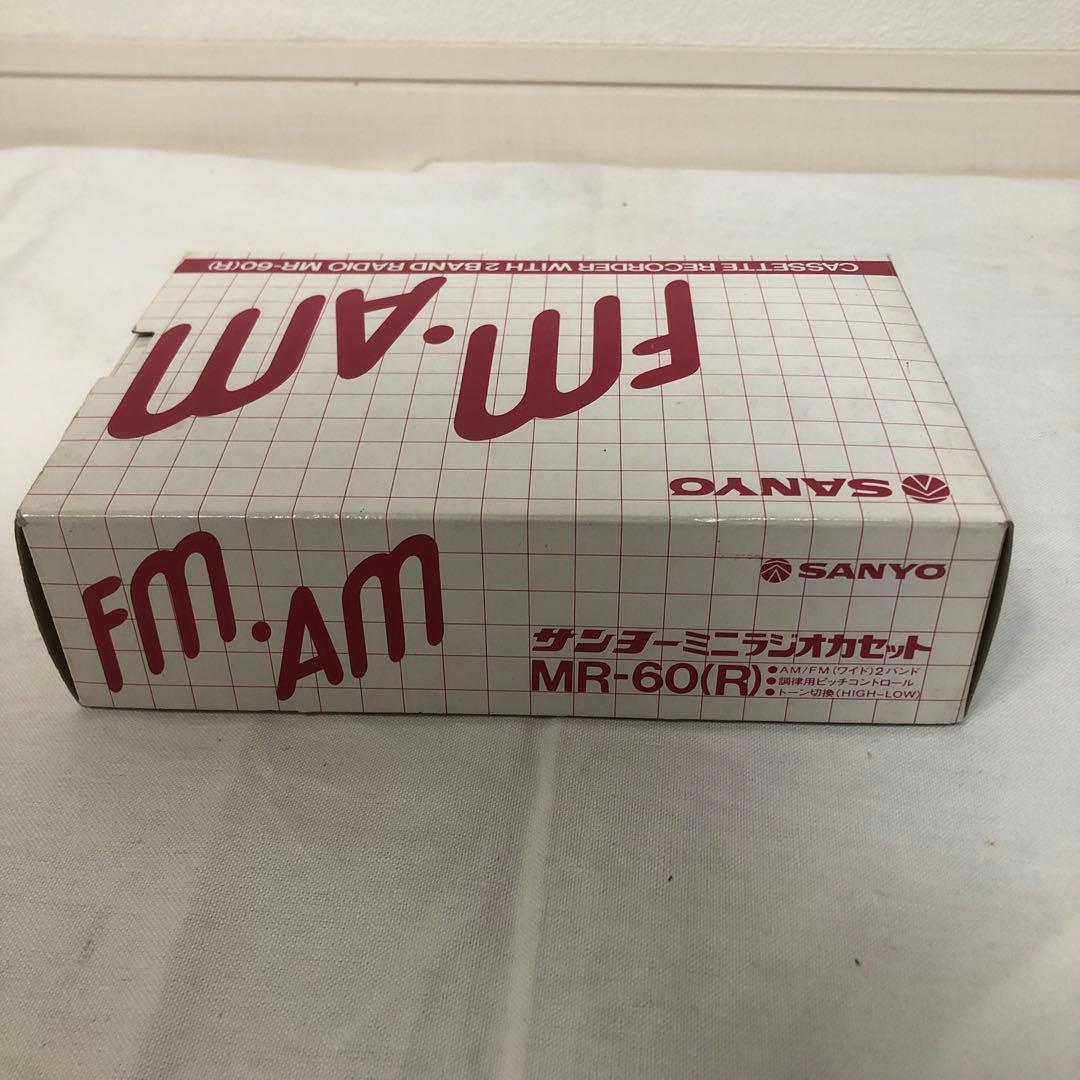 CASSETTE RECORDER WITH 2 BAND RADIO MR-60(R)
FM・AM
SANYO
FM・AM
SANYO
サンヨーミニラジオカセット
MR-60(R)
●AM/FM(ワイド)2バンド
●調律用ピッチコントロール
●トーン切換(HIGH-LOW)